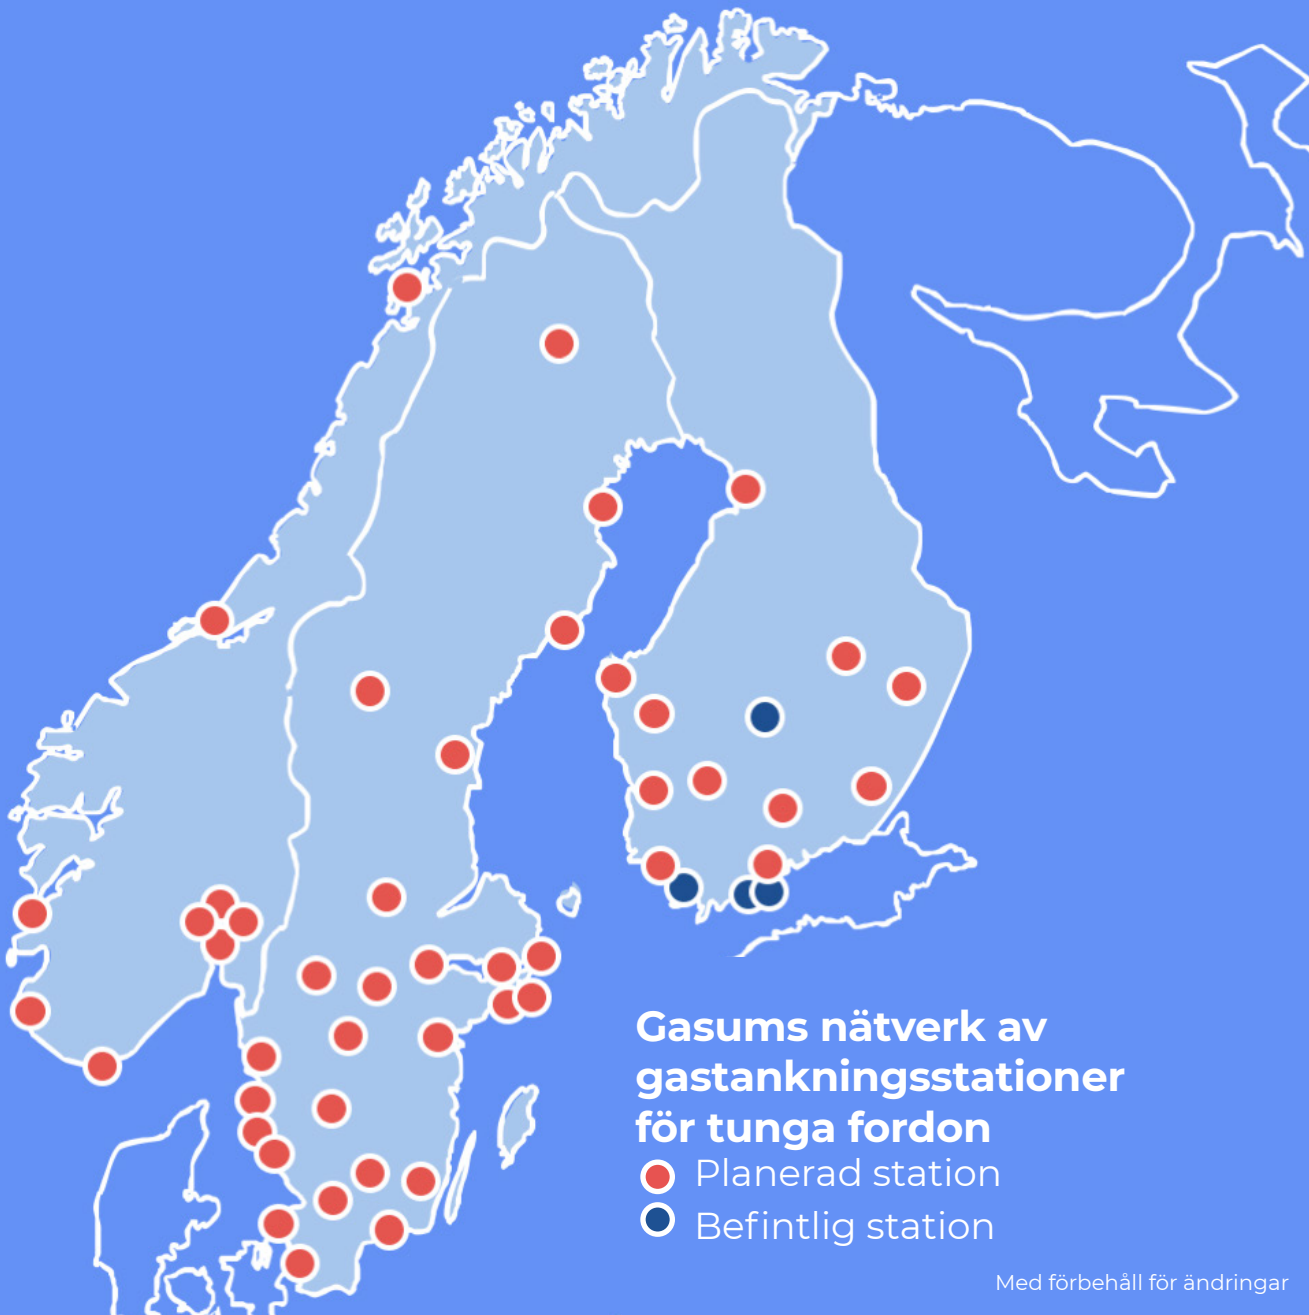 Gasums nätverk av
gastankningsstationer
för tunga fordon
Planerad station
Befintlig station
Med förbehåll för ändringar